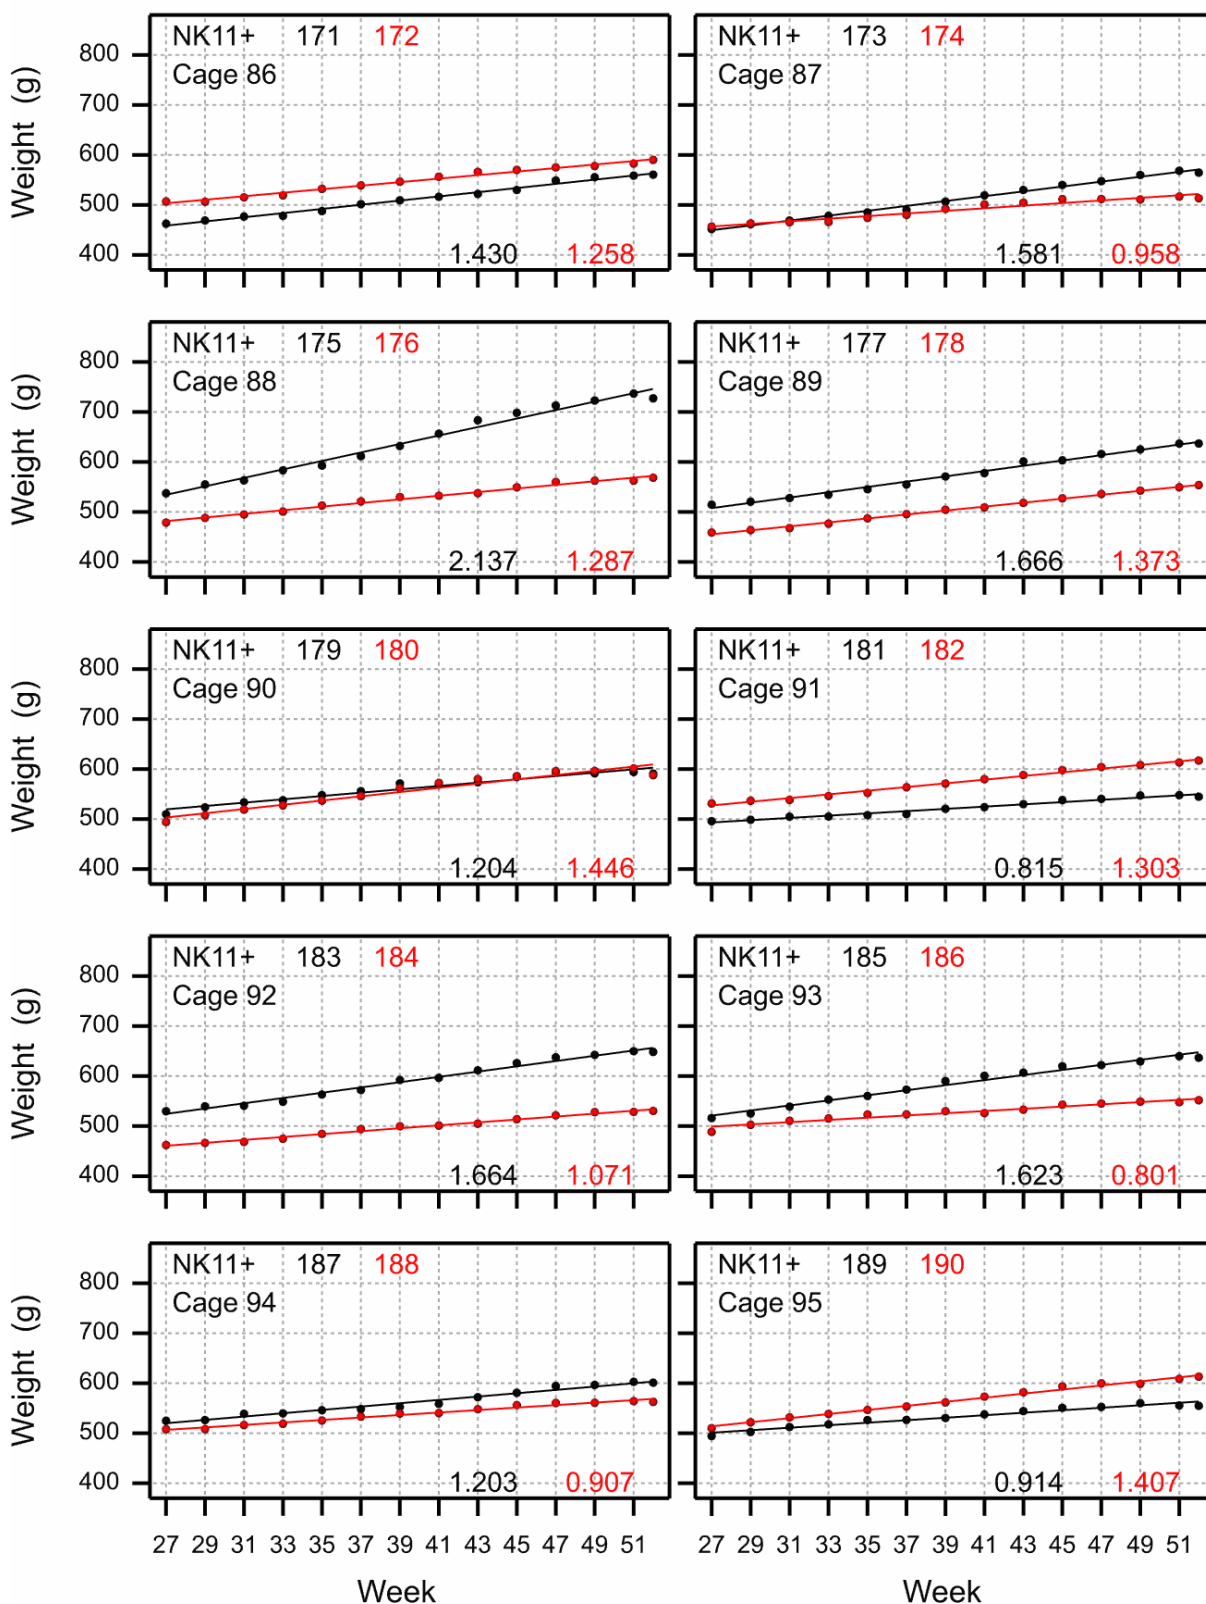 NK11+ 171 172
Cage 86
800
700
600
500
400
Weight (g)
1.430 1.258
NK11+ 173 174
Cage 87
1.581 0.958
NK11+ 175 176
Cage 88
800
700
600
500
400
Weight (g)
2.137 1.287
NK11+ 177 178
Cage 89
1.666 1.373
NK11+ 179 180
Cage 90
800
700
600
500
400
Weight (g)
1.204 1.446
NK11+ 181 182
Cage 91
0.815 1.303
NK11+ 183 184
Cage 92
800
700
600
500
400
Weight (g)
1.664 1.071
NK11+ 185 186
Cage 93
1.623 0.801
NK11+ 187 188
Cage 94
800
700
600
500
400
Weight (g)
1.203 0.907
NK11+ 189 190
Cage 95
0.914 1.407
27 29 31 33 35 37 39 41 43 45 47 49 51
27 29 31 33 35 37 39 41 43 45 47 49 51
Week
Week